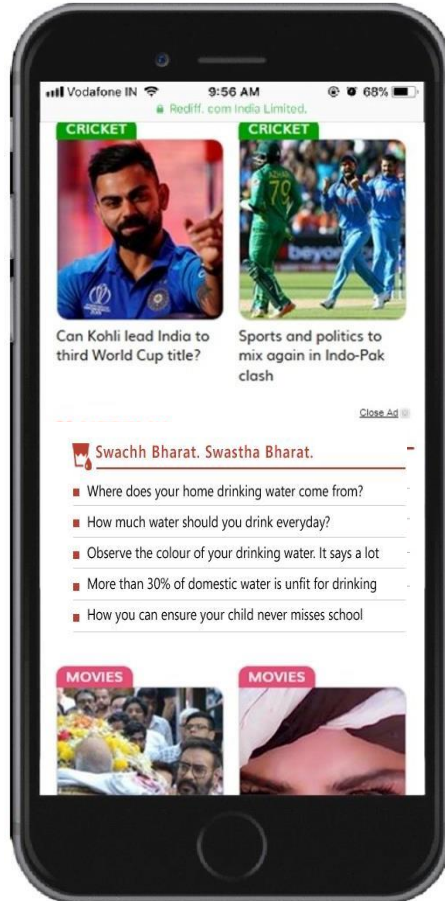 Vodafone IN
9:56 AM
68%
Rediff. com India Limited.
CRICKET
CRICKET
79
beyon
Can Kohli lead India to
third World Cup title?
Sports and politics to
mix again in Indo-Pak
clash
Close Ad
Swachh Bharat. Swastha Bharat.
Where does your home drinking water come from?
How much water should you drink everyday?
Observe the colour of your drinking water. It says a lot
More than 30% of domestic water is unfit for drinking
How you can ensure your child never misses school
MOVIES
MOVIES